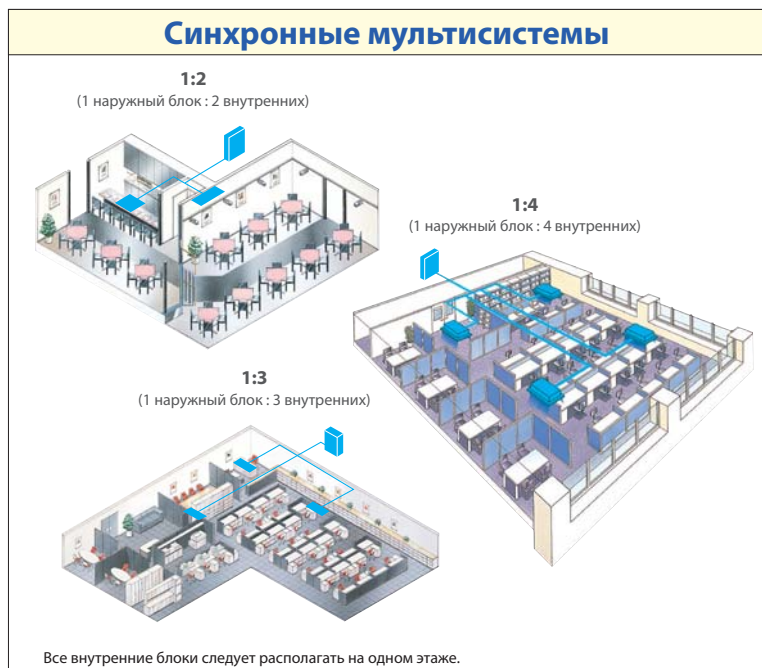 Синхронные мультисистемы
1:2
(1 наружный блок : 2 внутренних)
1:4
(1 наружный блок : 4 внутренних)
1:3
(1 наружный блок : 3 внутренних)
Все внутренние блоки следует располагать на одном этаже.